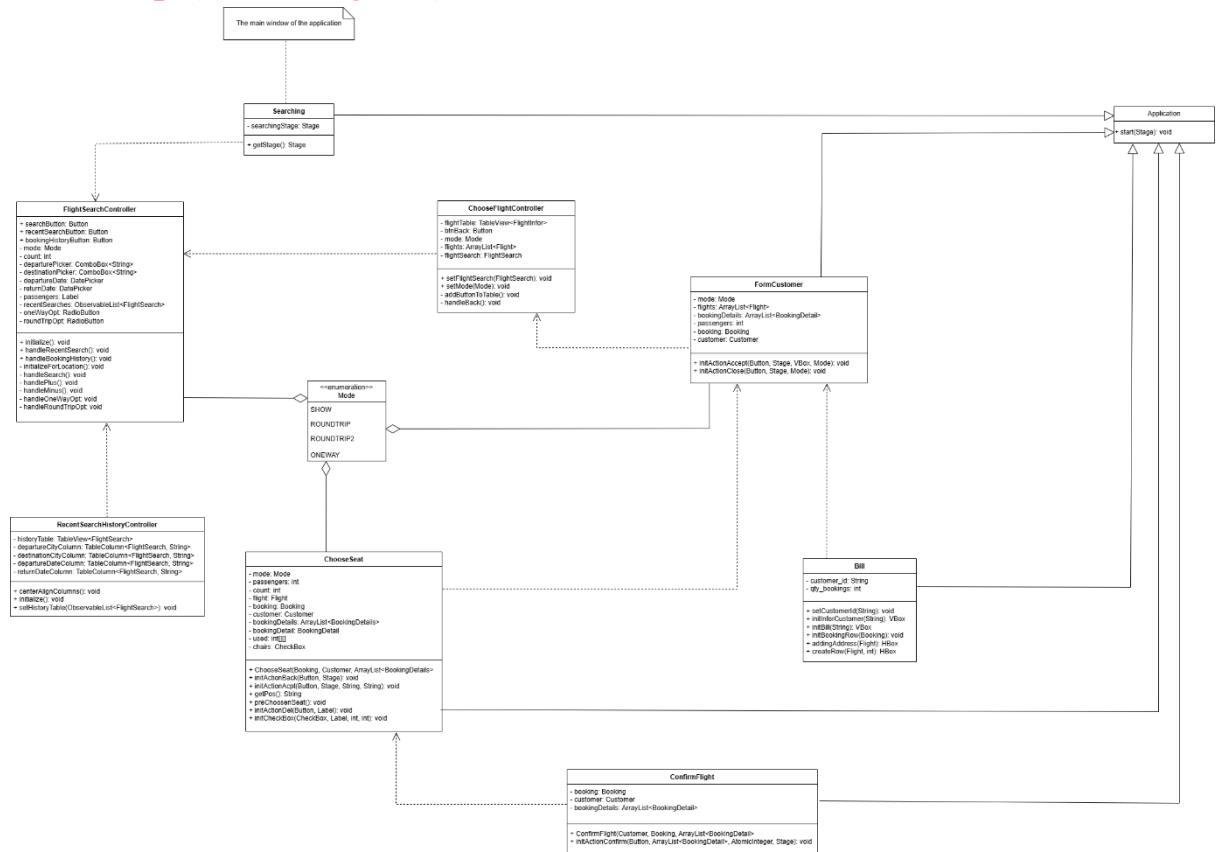 The main window of the application
Searching
- searchingStage: Stage
+ getStage(): Stage
Application
+ start(Stage): void
FlightSearchController
+ searchButton: Button
+ recentSearchButton: Button
+ bookingHistoryButton: Button
- mode: Mode
- count: int
- departurePicker: ComboBox<String>
- destinationPicker: ComboBox<String>
- departureDate: DatePicker
- returnDate: DatePicker
- passengers: Label
- recentSearches: ObservableList<FlightSearch>
- oneWayOpt: RadioButton
- roundTripOpt: RadioButton
+ initialize(): void
+ handleRecentSearch(): void
+ handleBookingHistory(): void
- initializeForLocation(): void
- handleSearch(): void
- handlePlus(): void
- handleMinus(): void
- handleOneWayOpt: void
- handleRoundTripOpt: void
ChooseFlightController
- flightTable: TableView<FlightInfor>
- btnBack: Button
- mode: Mode
- flights: ArrayList<Flight>
- flightSearch: FlightSearch
+ setFlightSearch(FlightSearch): void
+ setMode(Mode): void
- addButtonToTable(): void
- handleBack(): void
FormCustomer
- mode: Mode
- flights: ArrayList<Flight>
- bookingDetails: ArrayList<BookingDetail>
- passengers: int
- booking: Booking
- customer: Customer
+ initActionAccept(Button, Stage, VBox, Mode): void
+ initActionClose(Button, Stage, Mode): void
<<enumeration>>
Mode
SHOW
ROUNDTRIP
ROUNDTRIP2
ONEWAY
RecentSearchHistoryController
- historyTable: TableView<FlightSearch>
- departureCityColumn: TableColumn<FlightSearch, String>
- destinationCityColumn: TableColumn<FlightSearch, String>
- departureDateColumn: TableColumn<FlightSearch, String>
- returnDateColumn: TableColumn<FlightSearch, String>
+ centerAlignColumns(): void
+ initialize(): void
+ setHistoryTable(ObservableList<FlightSearch>): void
ChooseSeat
- mode: Mode
- passengers: int
- count: int
- flight: Flight
- booking: Booking
- customer: Customer
- bookingDetails: ArrayList<BookingDetails>
- bookingDetail: BookingDetail
- used: int[][]
- chairs: CheckBox
+ ChooseSeat(Booking, Customer, ArrayList<BookingDetails>
+ initActionBack(Button, Stage): void
+ initActionAcpt(Button, Stage, String, String): void
+ getPos(): String
+ preChoosenSeat(): void
+ initActionDel(Button, Label): void
+ initCheckBox(CheckBox, Label, int, int): void
Bill
- customer_id: String
- qty_bookings: int
+ setCustomerId(String): void
+ initInforCustomer(String): VBox
+ initBill(String): VBox
+ initBookingRow(Booking): void
+ addingAddress(Flight): HBox
+ createRow(Flight, int): HBox
ConfirmFlight
- booking: Booking
- customer: Customer
- bookingDetails: ArrayList<BookingDetail>
+ ConfirmFlight(Customer, Booking, ArrayList<BookingDetail>
+ initActionConfirm(Button, ArrayList<BookingDetail>, AtomicInteger, Stage): void